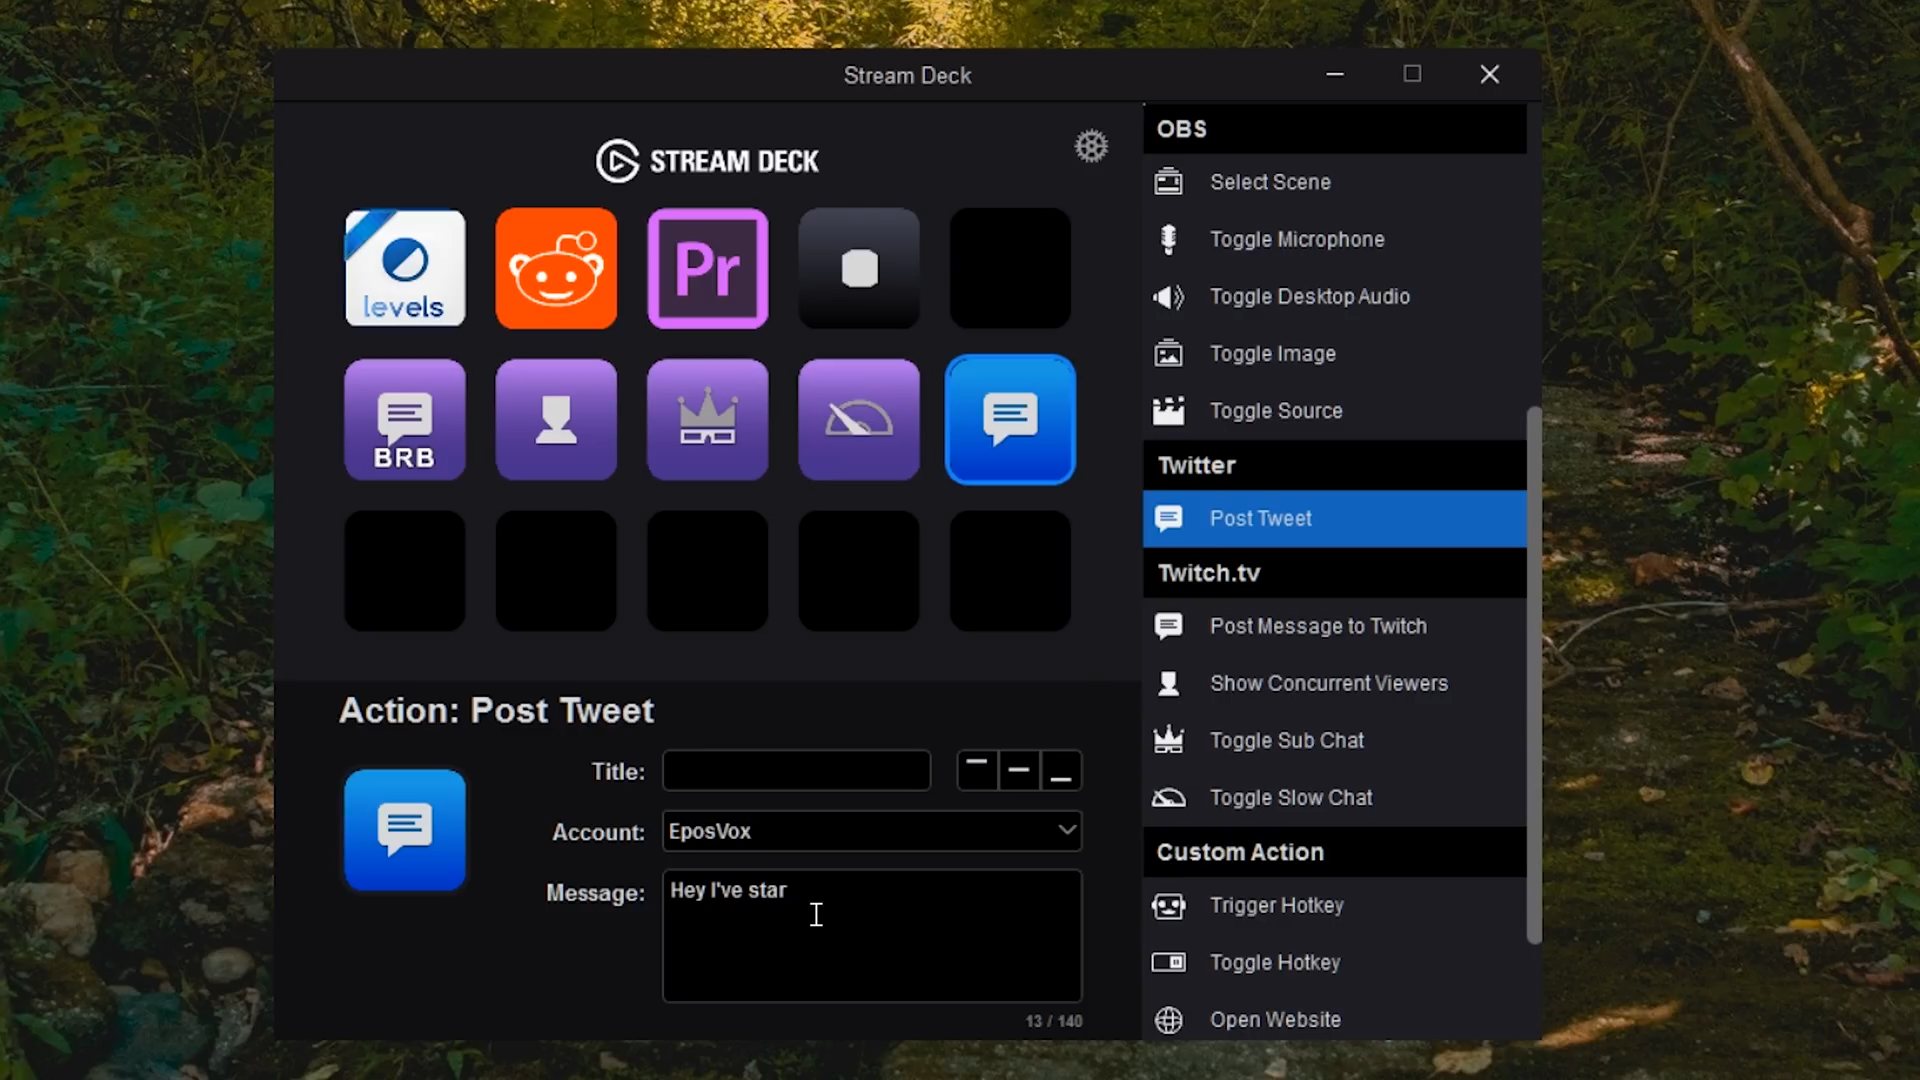 Stream Deck
STREAM DECK
levels
Pr
BRB
Action: Post Tweet
Title:
Account:
EposVox
Message:
Hey I've star
13 / 140
OBS
Select Scene
Toggle Microphone
Toggle Desktop Audio
Toggle Image
Toggle Source
Twitter
Post Tweet
Twitch.tv
Post Message to Twitch
Show Concurrent Viewers
Toggle Sub Chat
Toggle Slow Chat
Custom Action
Trigger Hotkey
Toggle Hotkey
Open Website